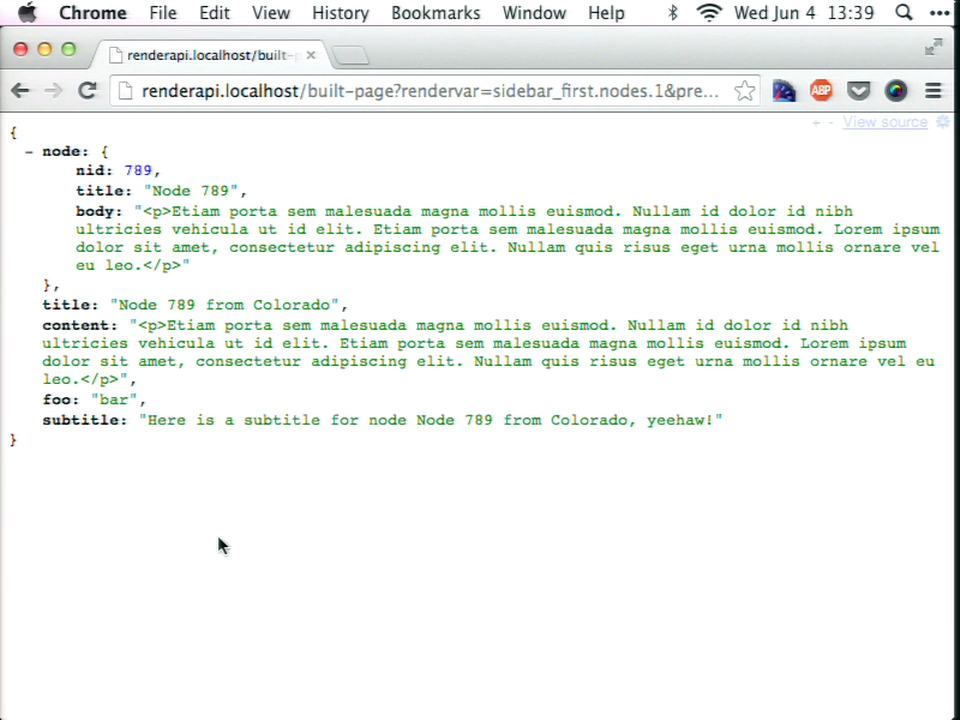 Chrome File Edit View History Bookmarks Window Help Wed Jun 4 13:39
renderapi.localhost/built-
renderapi.localhost/built-page?rendervar=sidebar_first.nodes.1&pre...
ABP
+ - View source
{
- node: {
nid: 789,
title: "Node 789",
body: "<p>Etiam porta sem malesuada magna mollis euismod. Nullam id dolor id nibh
ultricies vehicula ut id elit. Etiam porta sem malesuada magna mollis euismod. Lorem ipsum
dolor sit amet, consectetur adipiscing elit. Nullam quis risus eget urna mollis ornare vel
eu leo.</p>"
},
title: "Node 789 from Colorado",
content: "<p>Etiam porta sem malesuada magna mollis euismod. Nullam id dolor id nibh
ultricies vehicula ut id elit. Etiam porta sem malesuada magna mollis euismod. Lorem ipsum
dolor sit amet, consectetur adipiscing elit. Nullam quis risus eget urna mollis ornare vel eu
leo.</p>",
foo: "bar",
subtitle: "Here is a subtitle for node Node 789 from Colorado, yeehaw!"
}